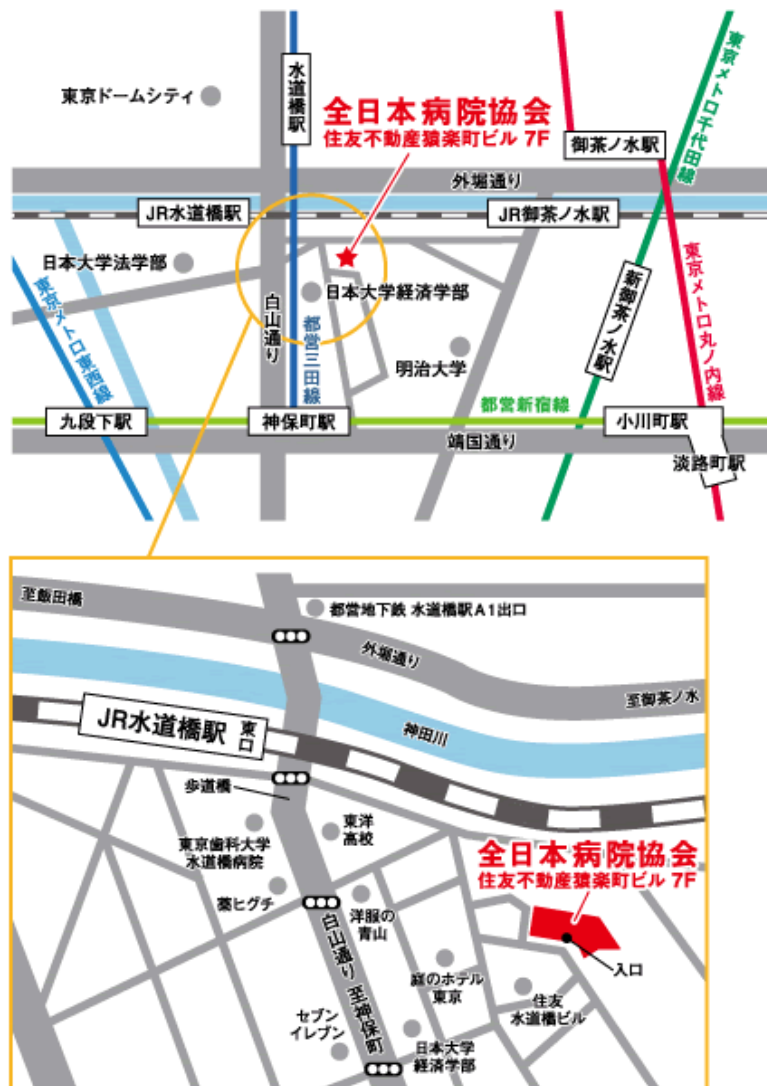 水道橋駅
東京ドームシティ
全日本病院協会
住友不動産猿楽町ビル 7F
東京メトロ千代田線
御茶ノ水駅
外堀通り
JR水道橋駅
JR御茶ノ水駅
日本大学法学部
日本大学経済学部
新御茶ノ水駅
東京メトロ丸ノ内線
東京メトロ東西線
白山通り
都営三田線
明治大学
都営新宿線
九段下駅
神保町駅
小川町駅
靖国通り
淡路町駅
至飯田橋
都営地下鉄 水道橋駅A1出口
外堀通り
至御茶ノ水
神田川
JR水道橋駅 東口
歩道橋
東京歯科大学
水道橋病院
東洋
高校
全日本病院協会
住友不動産猿楽町ビル 7F
薬ヒグチ
洋服の
青山
白山通り 至神保町
入口
庭のホテル
東京
住友
水道橋ビル
セブン
イレブン
日本大学
経済学部